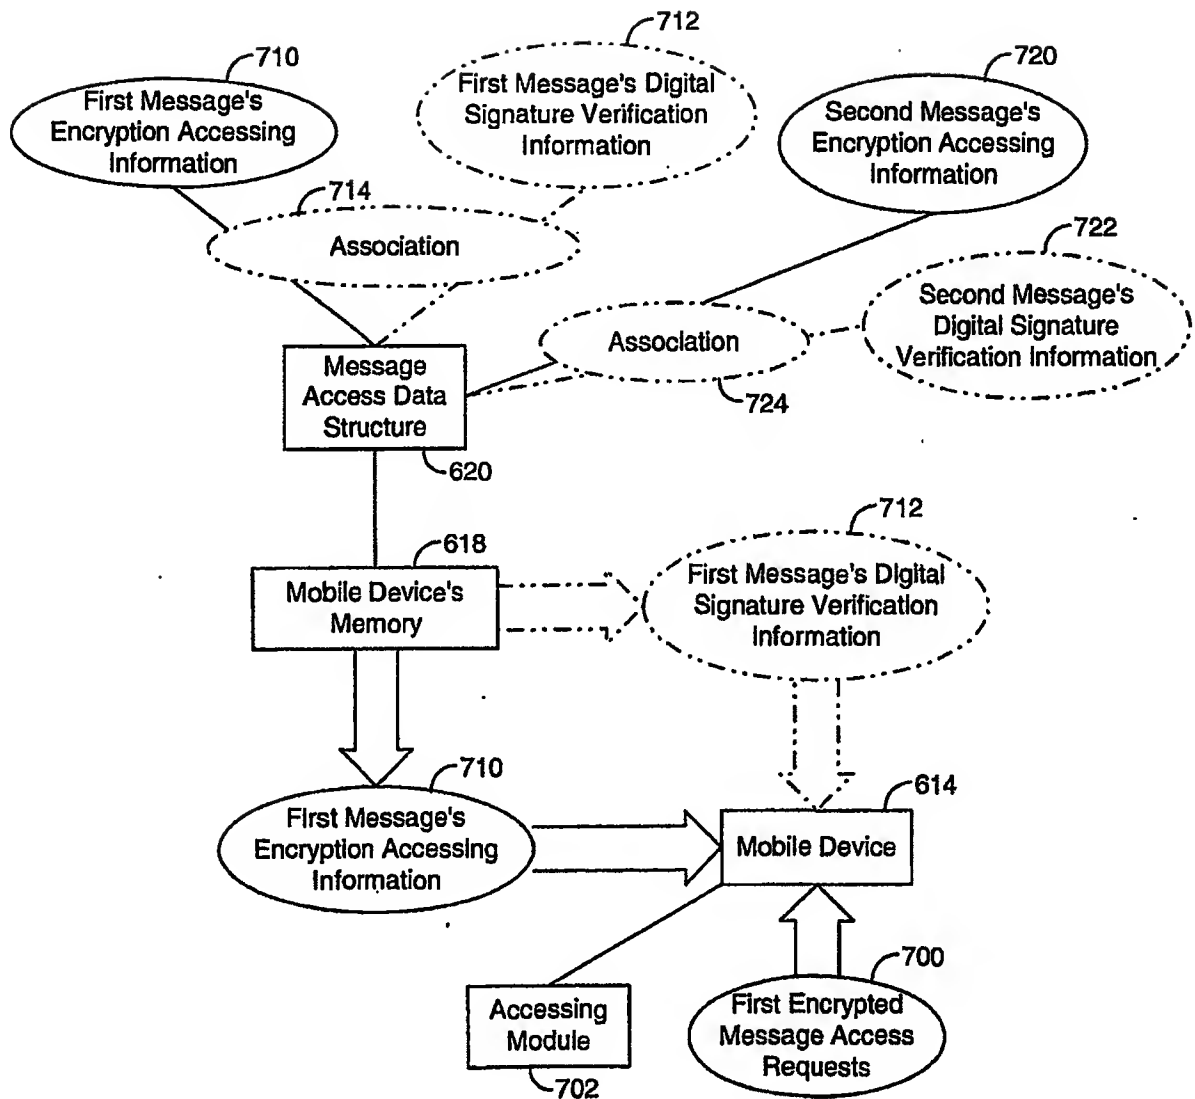 712
710
First Message's
Encryption Accessing
Information
First Message's Digital
Signature Verification
Information
720
Second Message's
Encryption Accessing
Information
714
Association
722
Second Message's
Digital Signature
Verification Information
Association
724
Message
Access Data
Structure
620
618
Mobile Device's
Memory
712
First Message's Digital
Signature Verification
Information
710
First Message's
Encryption Accessing
Information
614
Mobile Device
700
First Encrypted
Message Access
Requests
Accessing
Module
702